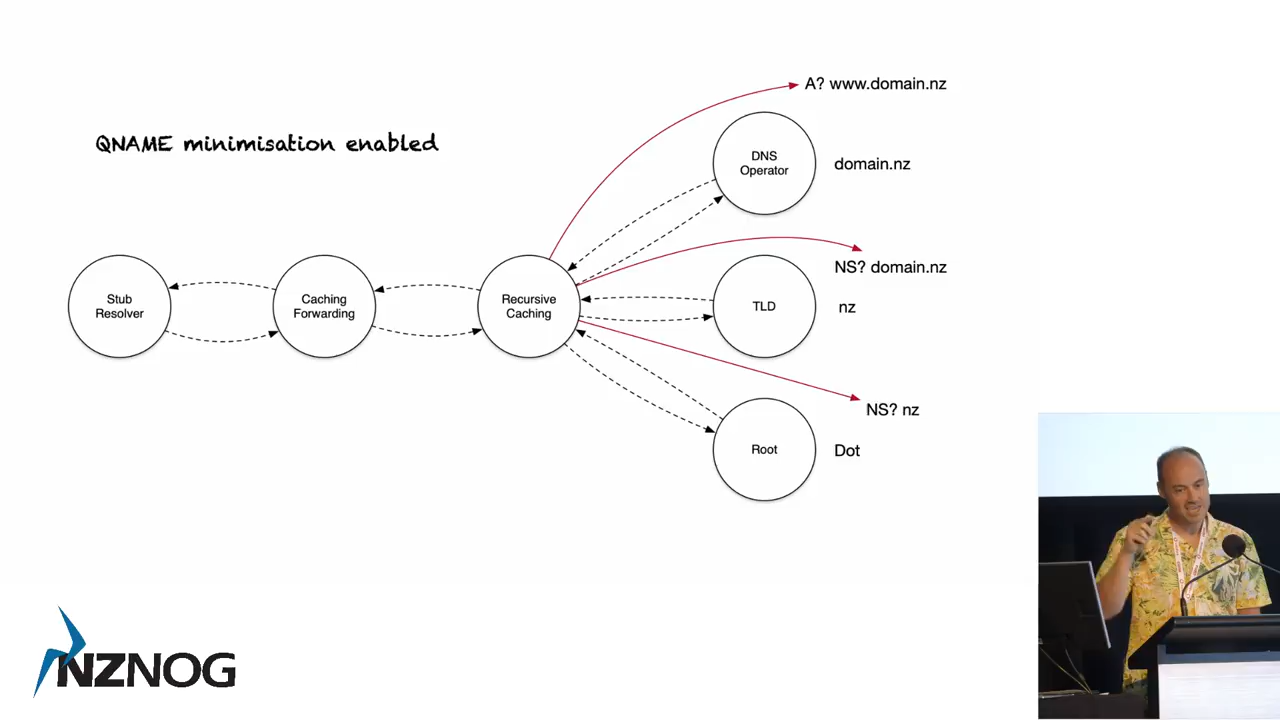 A? www.domain.nz
QNAME minimisation enabled
DNS
Operator
domain.nz
NS? domain.nz
Stub
Resolver
Caching
Forwarding
Recursive
Caching
TLD
nz
NS? nz
Root
Dot
NZNOG